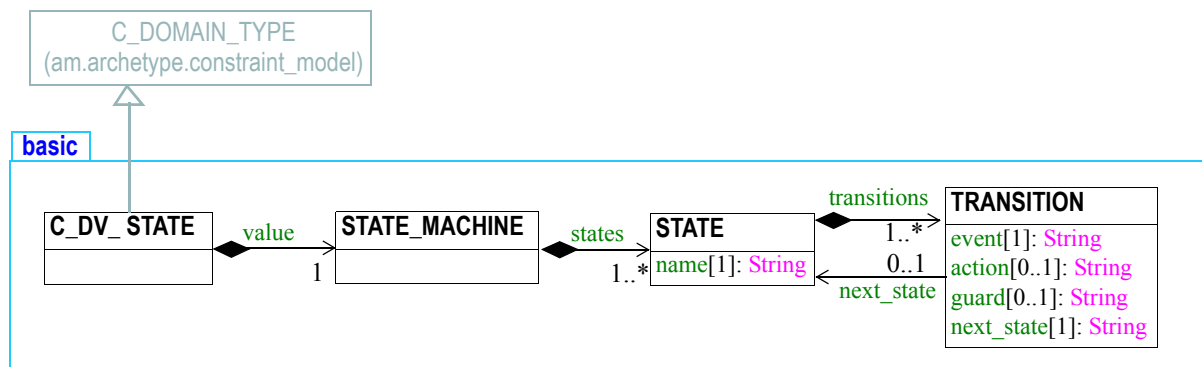 C_DOMAIN_TYPE
(am.archetype.constraint_model)
basic
C_DV_ STATE
value
1
STATE_MACHINE
states
1..*
STATE
name[1]: String
transitions
1..*
0..1
next_state
TRANSITION
event[1]: String
action[0..1]: String
guard[0..1]: String
next_state[1]: String